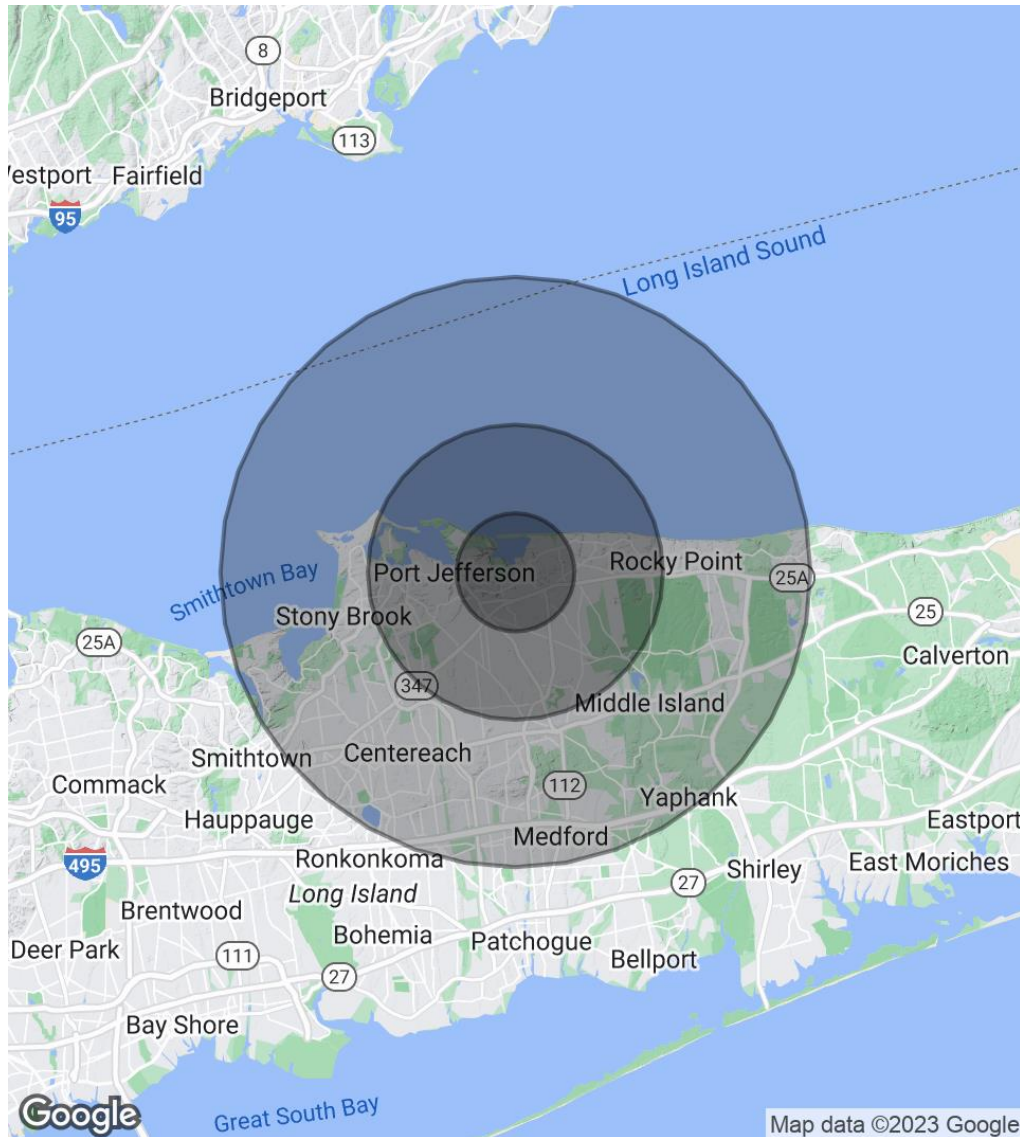 8
Bridgeport
113
Westport
Fairfield
95
Long Island Sound
Smithtown Bay
Port Jefferson
Rocky Point
25A
Stony Brook
25
25A
Calverton
347
Middle Island
Smithtown
Centereach
Commack
112
Yaphank
Hauppauge
Eastport
Medford
495
Ronkonkoma
Shirley
East Moriches
27
Long Island
Brentwood
Bohemia
Patchogue
Deer Park
111
Bellport
27
Bay Shore
Great South Bay
Google
Map data ©2023 Google